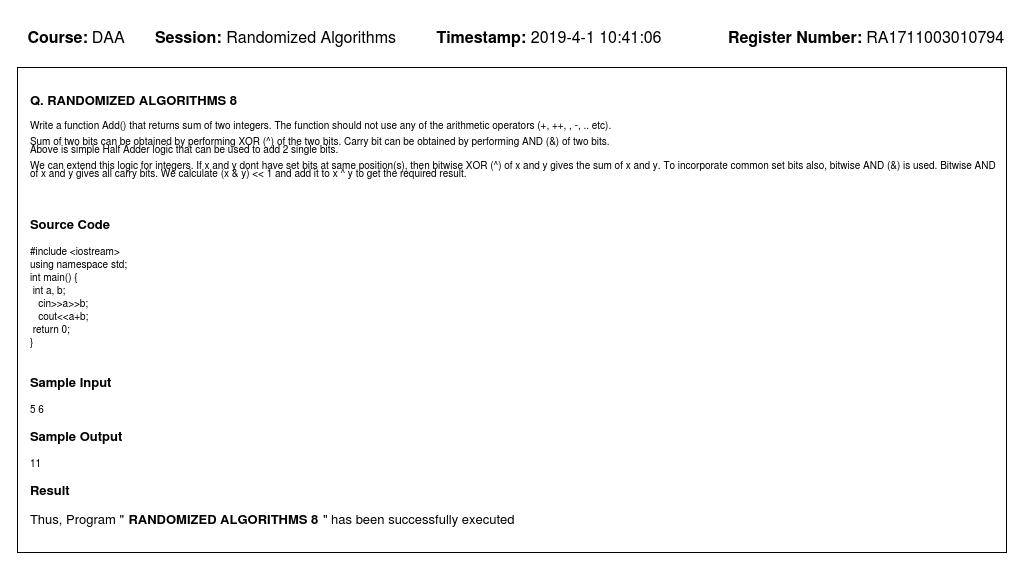 Course: DAA Session: Randomized Algorithms Timestamp: 2019-4-1 10:41:06 Register Number: RA1711003010794
Q. RANDOMIZED ALGORITHMS 8
Write a function Add() that returns sum of two integers. The function should not use any of the arithmetic operators (+, ++, , -, .. etc).
Sum of two bits can be obtained by performing XOR (^) of the two bits. Carry bit can be obtained by performing AND (&) of two bits.
Above is simple Half Adder logic that can be used to add 2 single bits.
We can extend this logic for integers. If x and y dont have set bits at same position(s), then bitwise XOR (^) of x and y gives the sum of x and y. To incorporate common set bits also, bitwise AND (&) is used. Bitwise AND
of x and y gives all carry bits. We calculate (x & y) << 1 and add it to x ^ y to get the required result.
Source Code
#include <iostream>
using namespace std;
int main() {
 int a, b;
   cin>>a>>b;
   cout<<a+b;
 return 0;
}
Sample Input
5 6
Sample Output
11
Result
Thus, Program " RANDOMIZED ALGORITHMS 8 " has been successfully executed